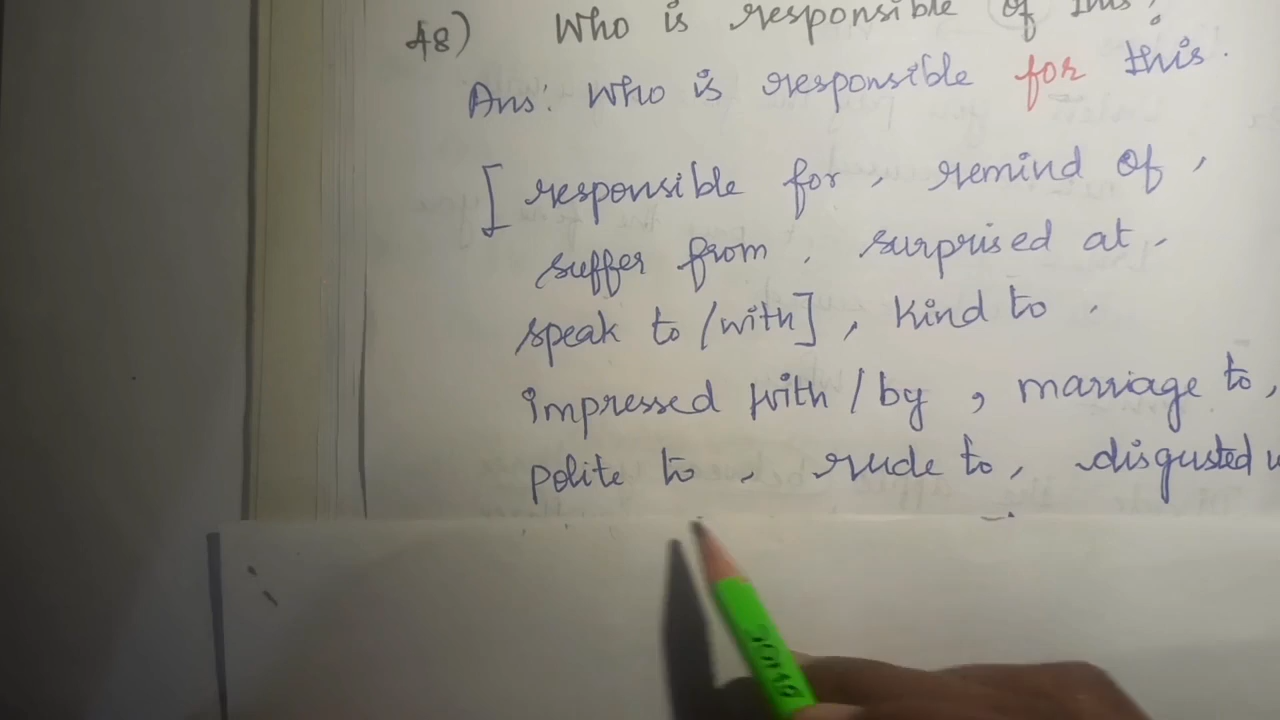 48) Who is responsible of this?
Ans: Who is responsible for this.
[ responsible for, remind of,
suffer from, surprised at,
speak to / with], kind to,
impressed with / by, marriage to,
polite to, rude to, disgusted